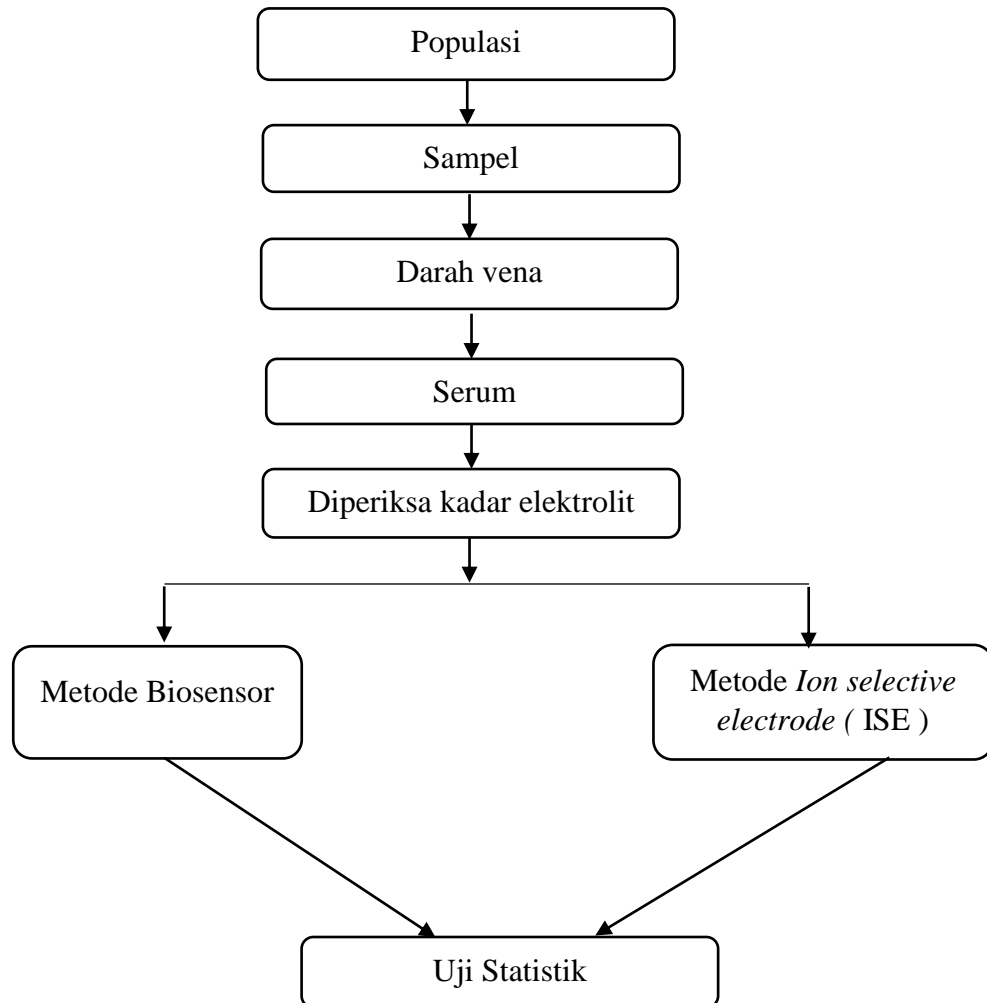 Populasi
Sampel
Darah vena
Serum
Diperiksa kadar elektrolit
Metode Biosensor
Metode Ion selective
electrode ( ISE )
Uji Statistik